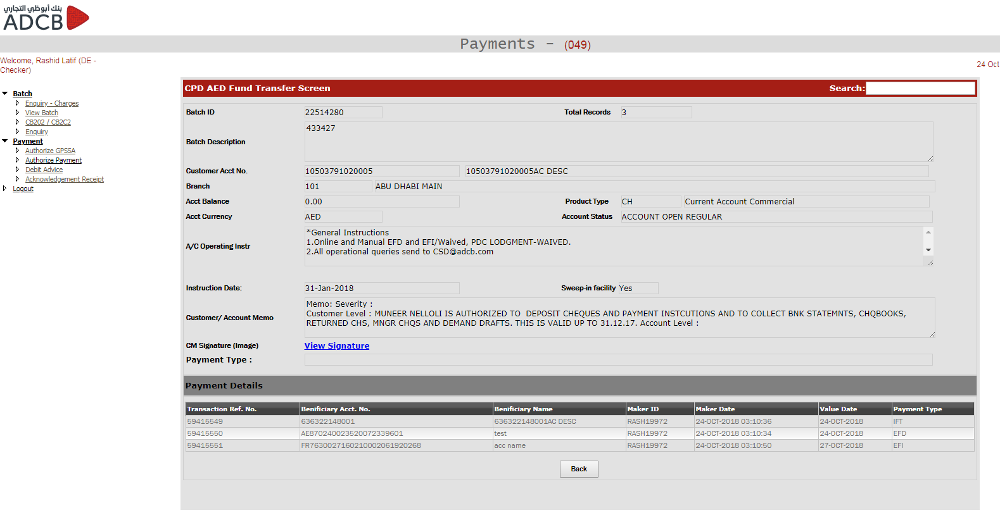 بنك أبوظبي التجاري
ADCB
Payments - (049)
Welcome, Rashid Latif (DE - Checker)
24 Oct
Batch
Enquiry - Charges
View Batch
CB202 / CB2C2
Enquiry
Payment
Authorize GPSSA
Authorize Payment
Debit Advice
Acknowledgement Receipt
Logout
CPD AED Fund Transfer Screen Search:
Batch ID 22514280 Total Records 3
Batch Description 433427
Customer Acct No. 10503791020005 10503791020005AC DESC
Branch 101 ABU DHABI MAIN
Acct Balance 0.00 Product Type CH Current Account Commercial
Acct Currency AED Account Status ACCOUNT OPEN REGULAR
A/C Operating Instr
*General Instructions
1.Online and Manual EFD and EFI/Waived, PDC LODGMENT-WAIVED.
2.All operational queries send to CSD@adcb.com
Instruction Date: 31-Jan-2018 Sweep-in facility Yes
Customer/ Account Memo
Memo: Severity :
Customer Level : MUNEER NELLOLI IS AUTHORIZED TO DEPOSIT CHEQUES AND PAYMENT INSTCUTIONS AND TO COLLECT BNK STATEMNTS, CHQBOOKS,
RETURNED CHS, MNGR CHQS AND DEMAND DRAFTS. THIS IS VALID UP TO 31.12.17. Account Level :
CM Signature (Image) View Signature
Payment Type :
Payment Details
Transaction Ref. No. Benificiary Acct. No. Benificiary Name Maker ID Maker Date Value Date Payment Type
59415549 636322148001 636322148001AC DESC RASH19972 24-OCT-2018 03:10:36 24-OCT-2018 IFT
59415550 AE870240023520072339601 test RASH19972 24-OCT-2018 03:10:34 24-OCT-2018 EFD
59415551 FR7630027160210002061920268 acc name RASH19972 24-OCT-2018 03:10:50 27-OCT-2018 EFI
Back